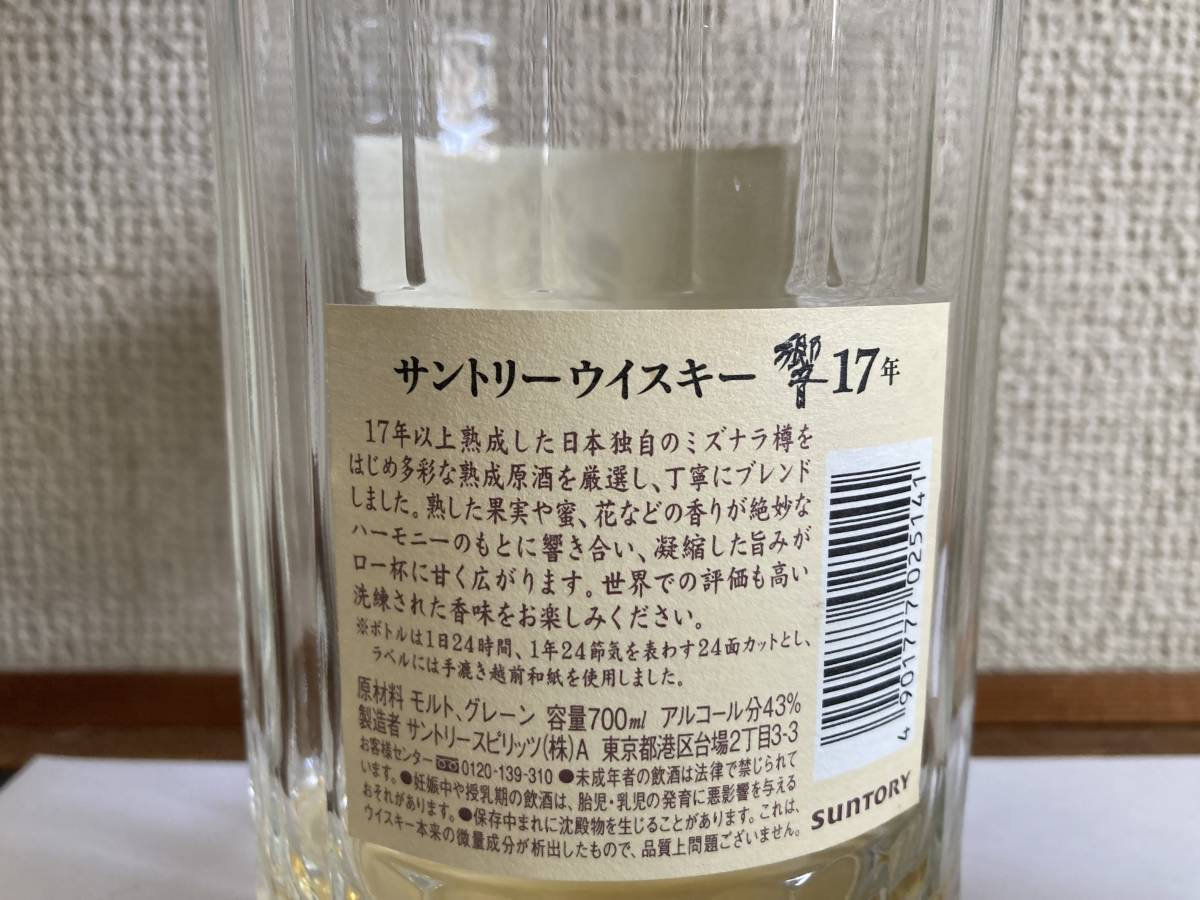 サントリーウイスキー 響 17年
17年以上熟成した日本独自のミズナラ樽を
はじめ多彩な熟成原酒を厳選し、丁寧にブレンド
しました。熟した果実や蜜、花などの香りが絶妙な
ハーモニーのもとに響き合い、凝縮した旨みが
口一杯に甘く広がります。世界での評価も高い
洗練された香味をお楽しみください。
※ボトルは1日24時間、1年24節気を表わす24面カットとし、
ラベルには手漉き越前和紙を使用しました。
原材料 モルト、グレーン 容量700ml アルコール分43%
製造者 サントリースピリッツ(株)A 東京都港区台場2丁目3-3
お客様センター 0120-139-310 ●未成年者の飲酒は法律で禁じられて
います。●妊娠中や授乳期の飲酒は、胎児・乳児の発育に悪影響を与える
おそれがあります。●保存中まれに沈殿物を生じることがあります。これは、
ウイスキー本来の微量成分が析出したもので、品質上問題ございません。
4 901777 025141
SUNTORY